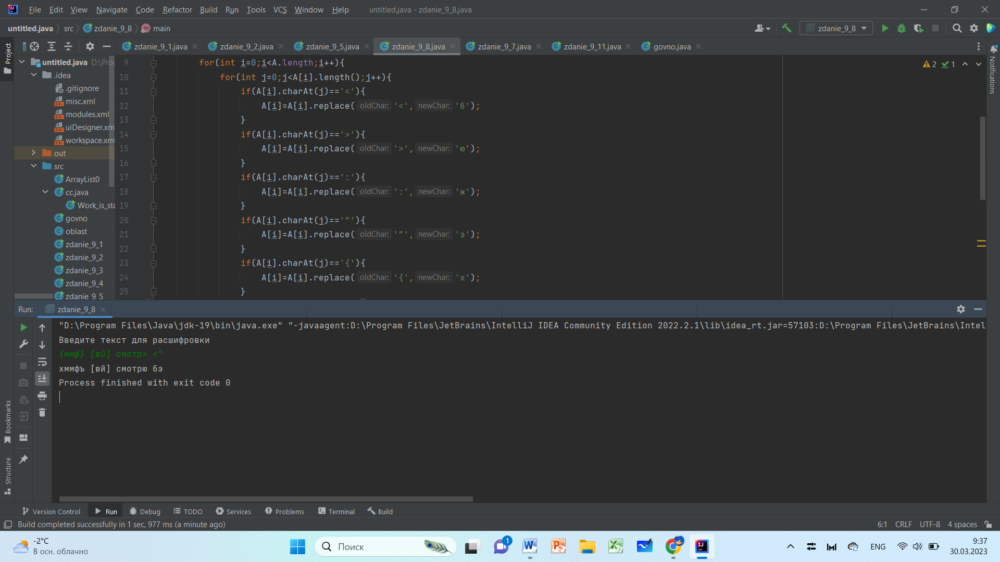 File Edit View Navigate Code Refactor Build Run Tools VCS Window Help untitled.java - zdanie_9_8.java
untitled.java src zdanie_9_8 main zdanie_9_8
zdanie_9_1.java zdanie_9_2.java zdanie_9_5.java zdanie_9_8.java zdanie_9_7.java zdanie_9_11.java govno.java
Project
untitled.java D:\Prog
.idea
.gitignore
misc.xml
modules.xml
uiDesigner.xm
workspace.xml
out
src
ArrayList0
cc.java
Work_is_sta
govno
oblast
zdanie_9_1
zdanie_9_2
zdanie_9_3
zdanie_9_4
zdanie_9_5
9 for(int i=0;i<A.length;i++){
10 for(int j=0;j<A[i].length();j++){
11 if(A[i].charAt(j)=='<'){
12 A[i]=A[i].replace( oldChar: '<', newChar: 'б');
13 }
14 if(A[i].charAt(j)=='>'){
15 A[i]=A[i].replace( oldChar: '>', newChar: 'ю');
16 }
17 if(A[i].charAt(j)==':'){
18 A[i]=A[i].replace( oldChar: ':', newChar: 'ж');
19 }
20 if(A[i].charAt(j)=='"'){
21 A[i]=A[i].replace( oldChar: '"', newChar: 'э');
22 }
23 if(A[i].charAt(j)=='{'){
24 A[i]=A[i].replace( oldChar: '{', newChar: 'х');
25 }
2 1
Notifications
Run: zdanie_9_8
"D:\Program Files\Java\jdk-19\bin\java.exe" "-javaagent:D:\Program Files\JetBrains\IntelliJ IDEA Community Edition 2022.2.1\lib\idea_rt.jar=57103:D:\Program Files\JetBrains\Intel
Введите текст для расшифровки
{ммф} [вй] смотр> <"
хммфъ [вй] смотрю бэ
Process finished with exit code 0
Bookmarks
Structure
Version Control Run Debug TODO Services Problems Terminal Build
Build completed successfully in 1 sec, 977 ms (a minute ago) 6:1 CRLF UTF-8 4 spaces
-2°C
В осн. облачно
Поиск
1
ENG
9:37
30.03.2023